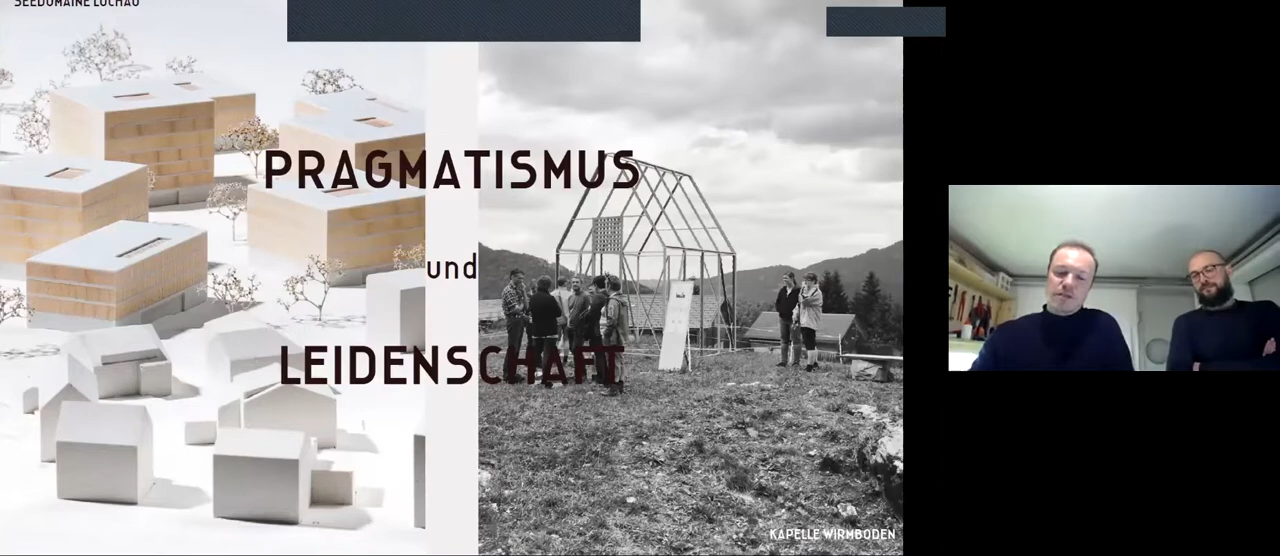 SEEDOMAINE LOCHAU
PRAGMATISMUS
und
LEIDENSCHAFT
KAPELLE WIRMBODEN